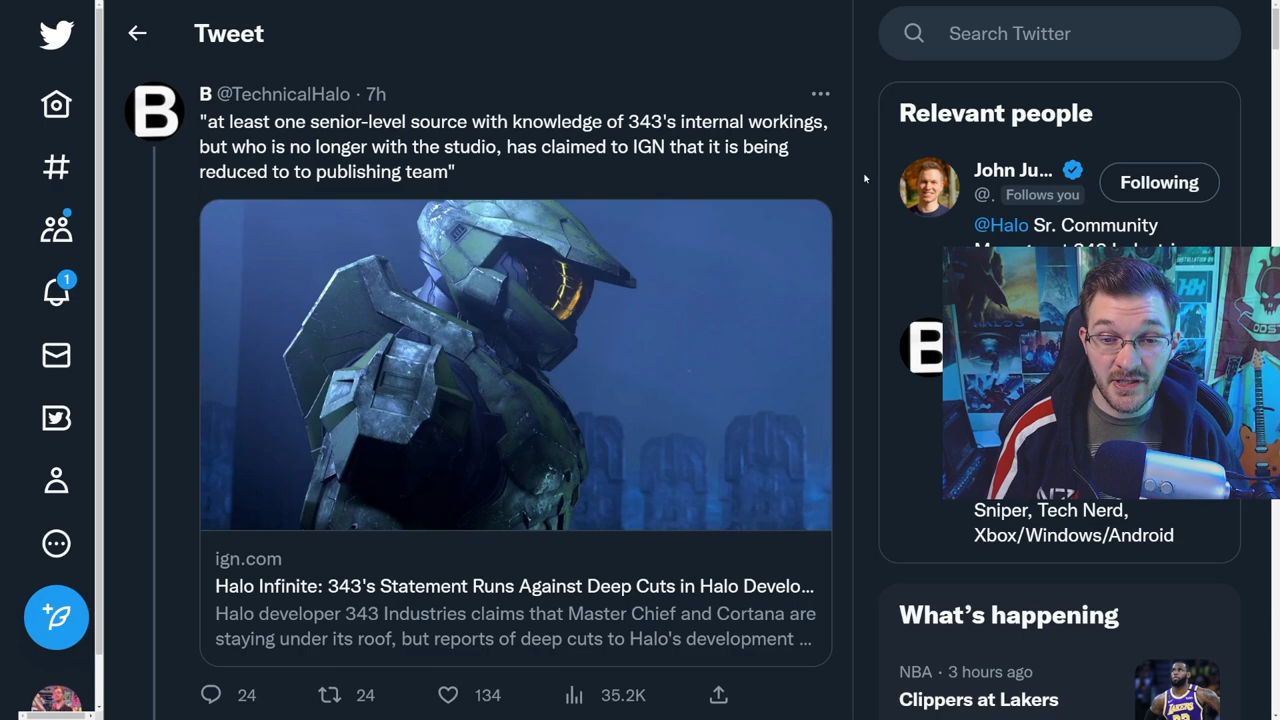 Tweet
Search Twitter
B @TechnicalHalo · 7h
"at least one senior-level source with knowledge of 343's internal workings,
but who is no longer with the studio, has claimed to IGN that it is being
reduced to to publishing team"
ign.com
Halo Infinite: 343's Statement Runs Against Deep Cuts in Halo Develo...
Halo developer 343 Industries claims that Master Chief and Cortana are
staying under its roof, but reports of deep cuts to Halo's development ...
24
24
134
35.2K
1
Relevant people
John Ju...
@. Follows you
Following
@Halo Sr. Community
B
B
Sniper, Tech Nerd,
Xbox/Windows/Android
What's happening
NBA · 3 hours ago
Clippers at Lakers